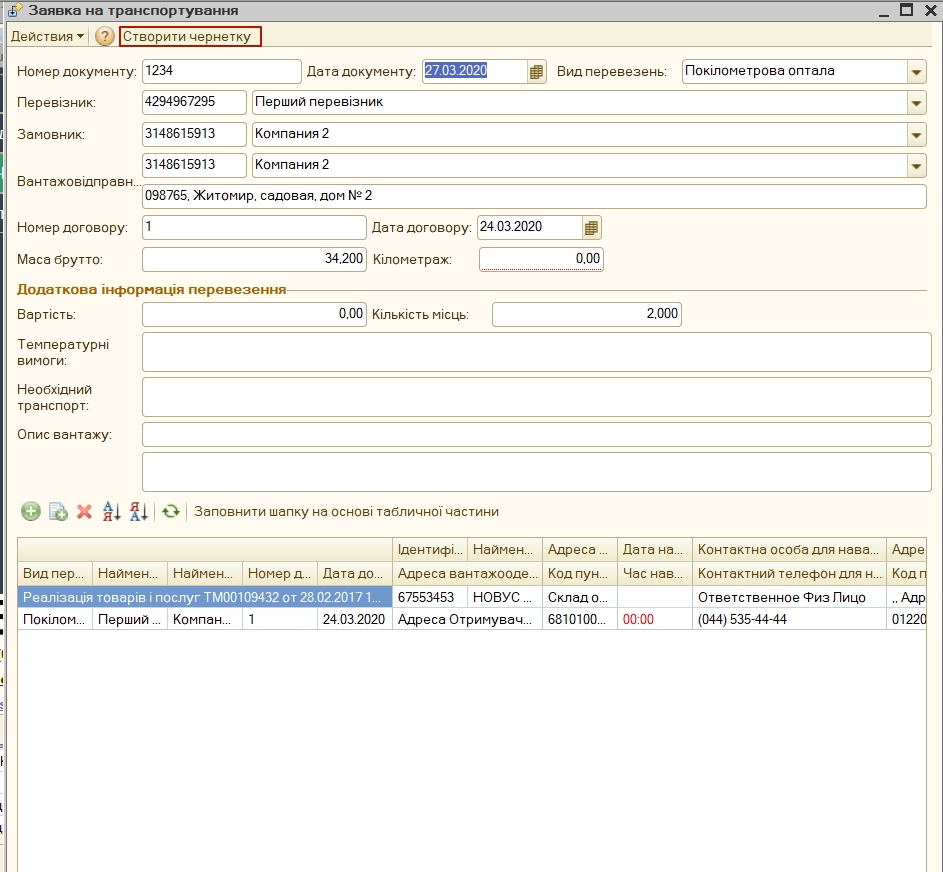 Заявка на транспортування
Действия ? Створити чернетку
Номер документу: 1234 Дата документу: 27.03.2020 Вид перевезень: Покілометрова оптала
Перевізник: 4294967295 Перший перевізник
Замовник: 3148615913 Компания 2
3148615913 Компания 2
Вантажовідправн...
098765, Житомир, садовая, дом № 2
Номер договору: 1 Дата договору: 24.03.2020
Маса брутто: 34,200 Кілометраж: 0,00
Додаткова інформація перевезення
Вартість: 0,00 Кількість місць: 2,000
Температурні
вимоги:
Необхідний
транспорт:
Опис вантажу:
Заповнити шапку на основі табличної частини
Ідентифі... Наймен... Адреса ... Дата на... Контактна особа для нава... Адре
Вид пер... Наймен... Наймен... Номер д... Дата до... Адреса вантажооде... Код пун... Час нав... Контактний телефон для н... Код п
Реалізація товарів і послуг ТМ00109432 от 28.02.2017 1... 67553453 НОВУС ... Склад о... Ответственное Физ Лицо ,, Адр
Покілом... Перший ... Компан... 1 24.03.2020 Адреса Отримувач... 6810100... 00:00 (044) 535-44-44 01220